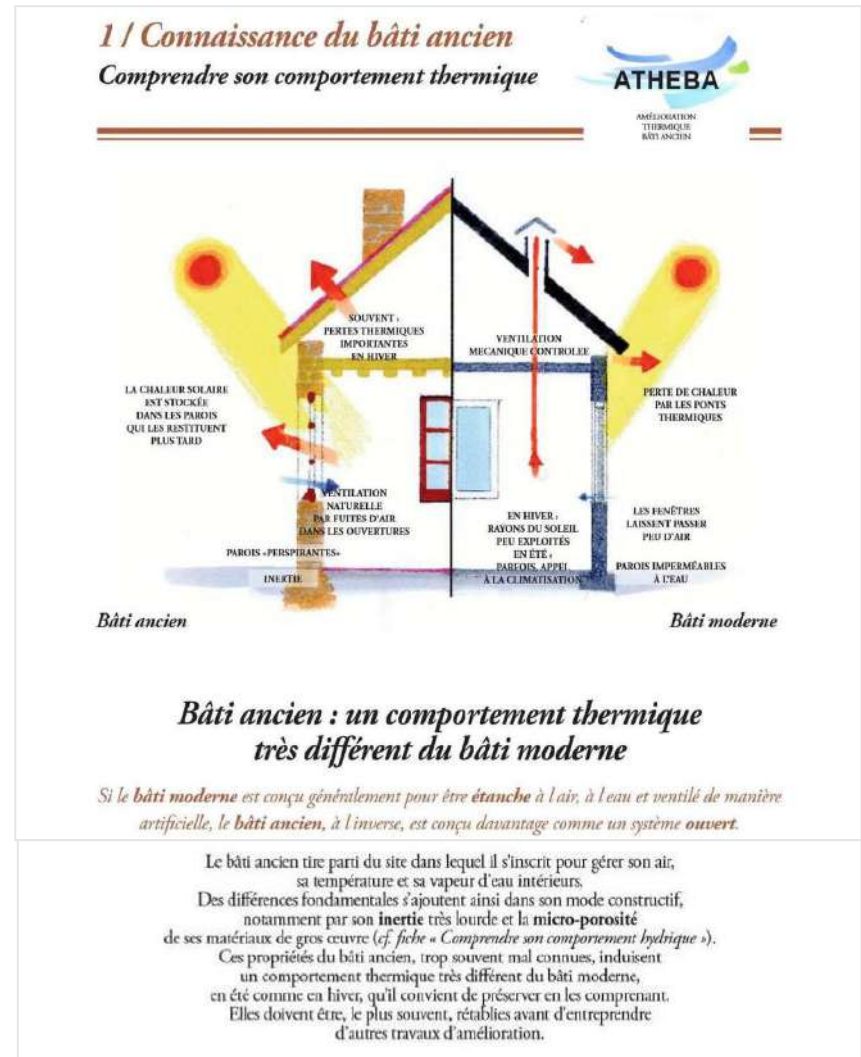 1 / Connaissance du bâti ancien
Comprendre son comportement thermique
ATHEBA
AMÉLIORATION
THERMIQUE
BÂTI ANCIEN
SOUVENT :
PERTES THERMIQUES
IMPORTANTES
EN HIVER
VENTILATION
MECANIQUE CONTROLEE
LA CHALEUR SOLAIRE
EST STOCKÉE
DANS LES PAROIS
QUI LES RESTITUENT
PLUS TARD
PERTE DE CHALEUR
PAR LES PONTS
THERMIQUES
VENTILATION
NATURELLE
PAR FUITES D'AIR
DANS LES OUVERTURES
EN HIVER :
RAYONS DU SOLEIL
PEU EXPLOITÉS
EN ÉTÉ :
PARFOIS, APPEL
À LA CLIMATISATION
LES FENÊTRES
LAISSENT PASSER
PEU D'AIR
PAROIS «PERSPIRANTES»
INERTIE
PAROIS IMPERMÉABLES
À L'EAU
Bâti ancien
Bâti moderne
Bâti ancien : un comportement thermique
très différent du bâti moderne
Si le bâti moderne est conçu généralement pour être étanche à l'air, à l'eau et ventilé de manière
artificielle, le bâti ancien, à l'inverse, est conçu davantage comme un système ouvert.
Le bâti ancien tire parti du site dans lequel il s'inscrit pour gérer son air,
sa température et sa vapeur d'eau intérieurs.
Des différences fondamentales s'ajoutent ainsi dans son mode constructif,
notamment par son inertie très lourde et la micro-porosité
de ses matériaux de gros œuvre (cf. fiche « Comprendre son comportement hydrique »).
Ces propriétés du bâti ancien, trop souvent mal connues, induisent
un comportement thermique très différent du bâti moderne,
en été comme en hiver, qu'il convient de préserver en les comprenant.
Elles doivent être, le plus souvent, rétablies avant d'entreprendre
d'autres travaux d'amélioration.